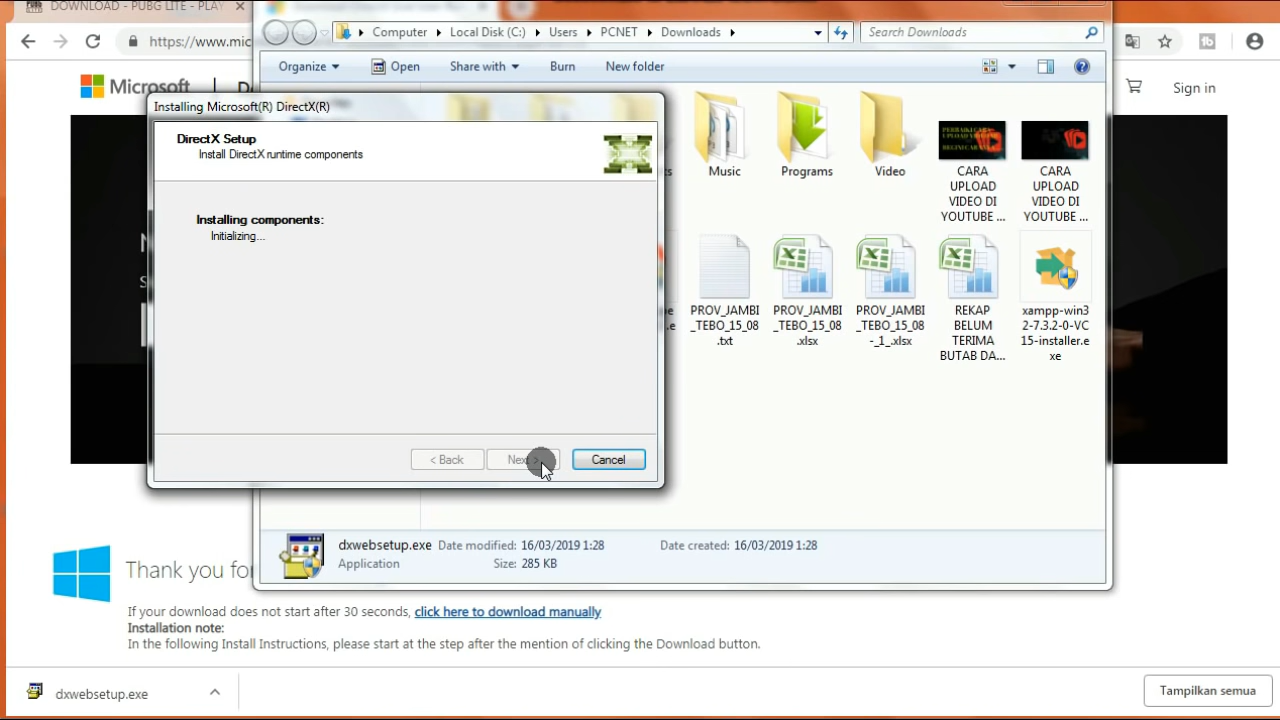 DOWNLOAD - PUBG LITE - PLAY
https://www.mic
Computer
Local Disk (C:)
Users
PCNET
Downloads
Search Downloads
Organize
Open
Share with
Burn
New folder
Microsoft
Sign in
Installing Microsoft(R) DirectX(R)
DirectX Setup
Install DirectX runtime components
Installing components:
Initializing...
< Back
Next >
Cancel
Music
Programs
Video
CARA
UPLOAD
VIDEO DI
YOUTUBE ...
CARA
UPLOAD
VIDEO DI
YOUTUBE ...
PROV_JAMBI
_TEBO_15_08
.txt
PROV_JAMBI
_TEBO_15_08
.xlsx
PROV_JAMBI
_TEBO_15_08
-_1_.xlsx
REKAP
BELUM
TERIMA
BUTAB DA...
xampp-win3
2-7.3.2-0-VC
15-installer.e
xe
dxwebsetup.exe
Date modified: 16/03/2019 1:28
Date created: 16/03/2019 1:28
Application
Size: 285 KB
Thank you for
If your download does not start after 30 seconds, click here to download manually
Installation note:
In the following Install Instructions, please start at the step after the mention of clicking the Download button.
dxwebsetup.exe
Tampilkan semua